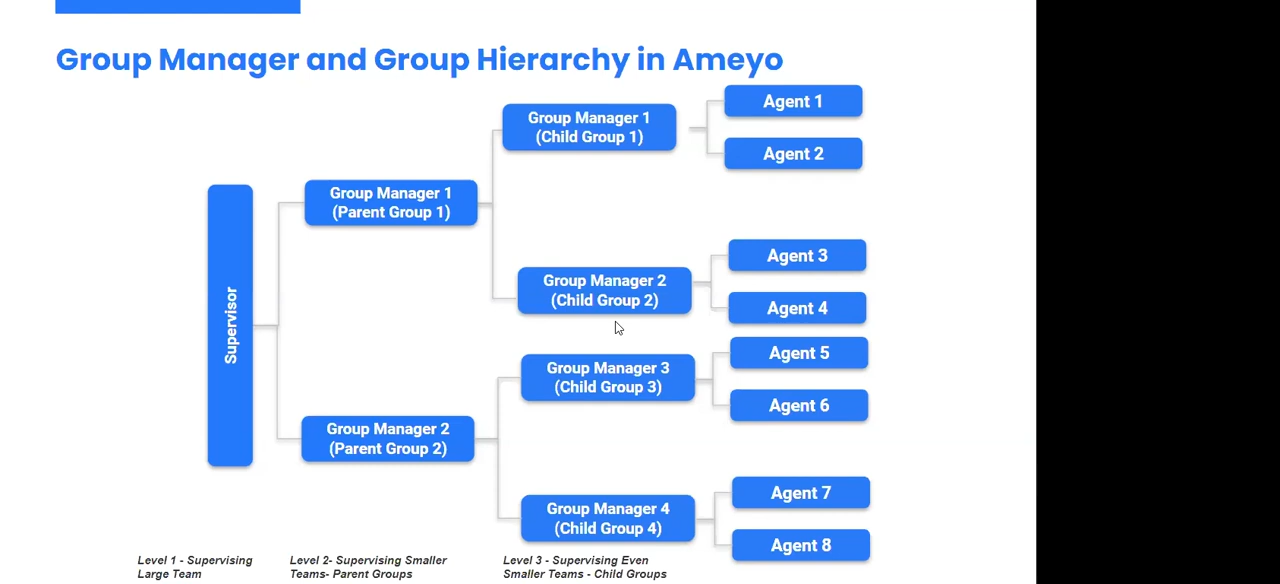 Group Manager and Group Hierarchy in Ameyo
Supervisor
Group Manager 1
(Parent Group 1)
Group Manager 1
(Child Group 1)
Agent 1
Agent 2
Group Manager 2
(Child Group 2)
Agent 3
Agent 4
Group Manager 2
(Parent Group 2)
Group Manager 3
(Child Group 3)
Agent 5
Agent 6
Group Manager 4
(Child Group 4)
Agent 7
Agent 8
Level 1 - Supervising
Large Team
Level 2- Supervising Smaller
Teams- Parent Groups
Level 3 - Supervising Even
Smaller Teams - Child Groups